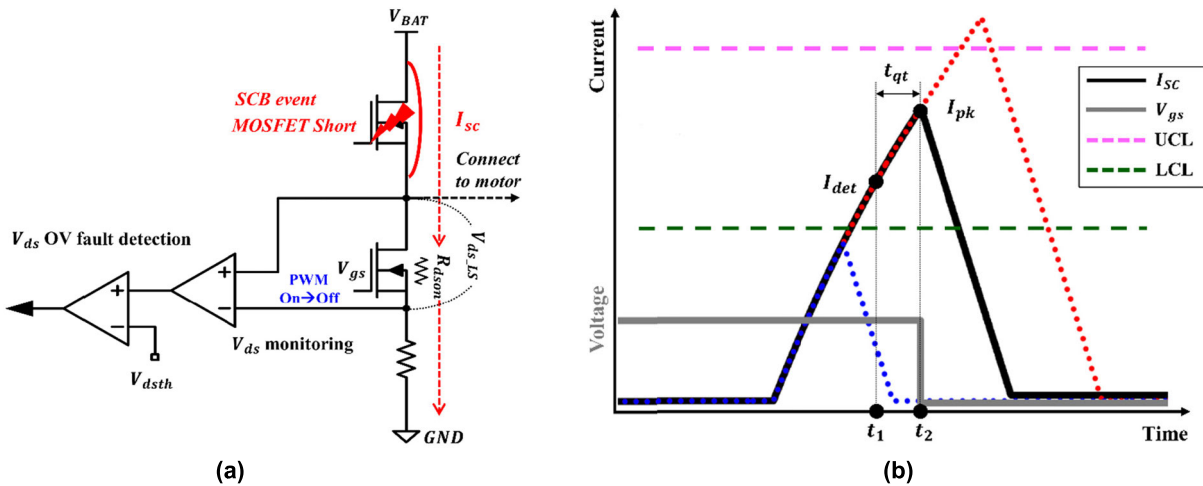 V_BAT
SCB event
MOSFET Short
I_sc
Connect
to motor
V_ds OV fault detection
V_gs
R_dson
V_ds_LS
PWM
On→Off
+
−
+
−
V_ds monitoring
V_dsth
GND
(a)
Current
Voltage
t_qt
I_pk
I_det
I_SC
V_gs
UCL
LCL
t_1
t_2
Time
(b)